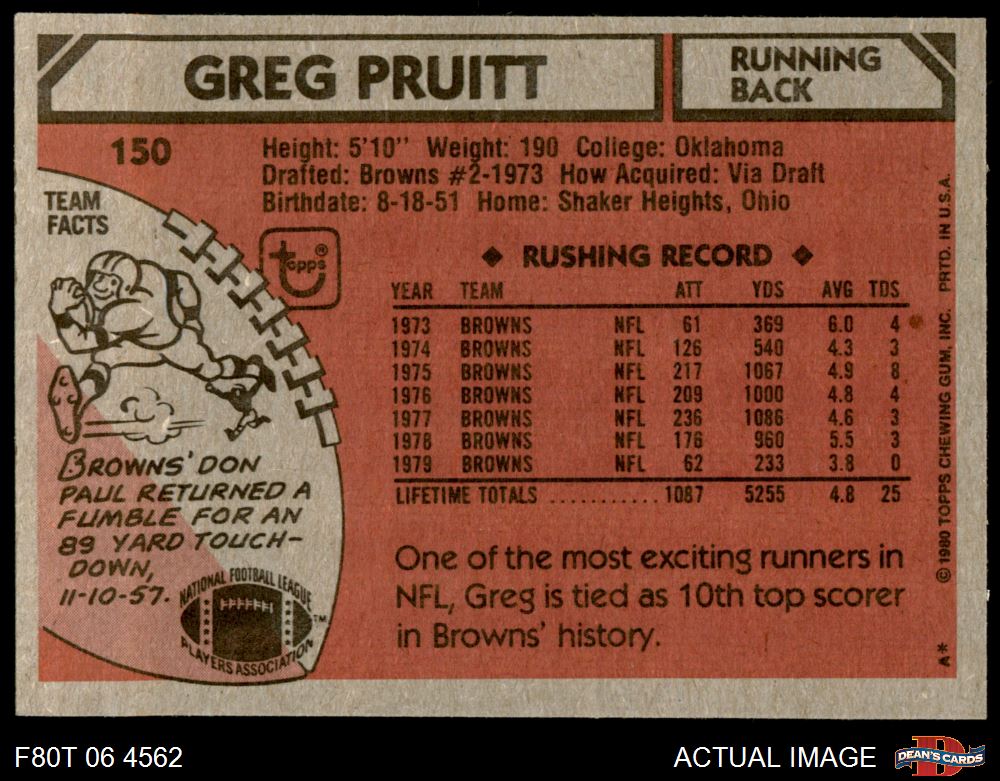 GREG PRUITT
RUNNING
BACK
150
Height: 5'10" Weight: 190 College: Oklahoma
Drafted: Browns #2-1973 How Acquired: Via Draft
Birthdate: 8-18-51 Home: Shaker Heights, Ohio
TEAM
FACTS
topps®
◆ RUSHING RECORD ◆
YEAR TEAM ATT YDS AVG TDS
1973 BROWNS NFL 61 369 6.0 4
1974 BROWNS NFL 126 540 4.3 3
1975 BROWNS NFL 217 1067 4.9 8
1976 BROWNS NFL 209 1000 4.8 4
1977 BROWNS NFL 236 1086 4.6 3
1978 BROWNS NFL 176 960 5.5 3
1979 BROWNS NFL 62 233 3.8 0
LIFETIME TOTALS ........... 1087 5255 4.8 25
BROWNS' DON
PAUL RETURNED A
FUMBLE FOR AN
89 YARD TOUCH-
DOWN,
11-10-57.
NATIONAL FOOTBALL LEAGUE
PLAYERS ASSOCIATION
TM
One of the most exciting runners in
NFL, Greg is tied as 10th top scorer
in Browns' history.
A* © 1980 TOPPS CHEWING GUM, INC. PRTD. IN U.S.A.
F80T 06 4562
ACTUAL IMAGE
D
DEAN'S CARDS